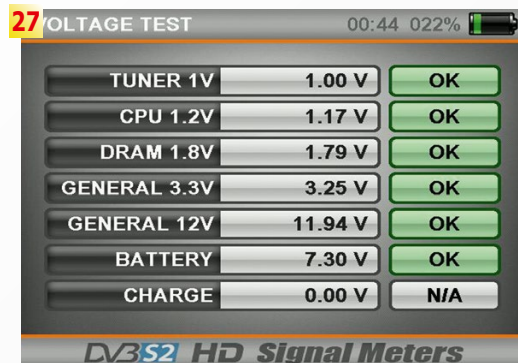 27 VOLTAGE TEST 00:44 022%
TUNER 1V 1.00 V OK
CPU 1.2V 1.17 V OK
DRAM 1.8V 1.79 V OK
GENERAL 3.3V 3.25 V OK
GENERAL 12V 11.94 V OK
BATTERY 7.30 V OK
CHARGE 0.00 V N/A
DVB S2 HD Signal Meters